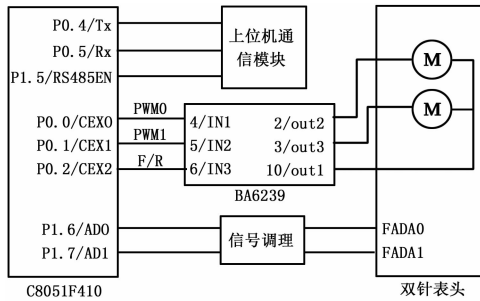 P0.4/Tx
P0.5/Rx
P1.5/RS485EN
上位机通
信模块
M
M
P0.0/CEX0
PWM0
4/IN1
2/out2
P0.1/CEX1
PWM1
5/IN2
3/out3
P0.2/CEX2
F/R
6/IN3
10/out1
BA6239
P1.6/AD0
信号调理
FADA0
P1.7/AD1
FADA1
C8051F410
双针表头